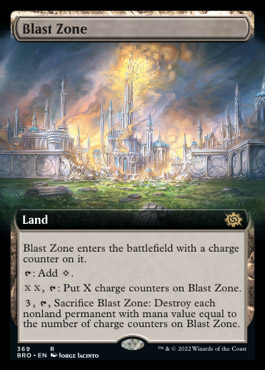 Blast Zone
Land
Blast Zone enters the battlefield with a charge
counter on it.
: Add .
X X, : Put X charge counters on Blast Zone.
3, , Sacrifice Blast Zone: Destroy each
nonland permanent with mana value equal to
the number of charge counters on Blast Zone.
369 R
BRO • EN Jorge Jacinto
™ & © 2022 Wizards of the Coast